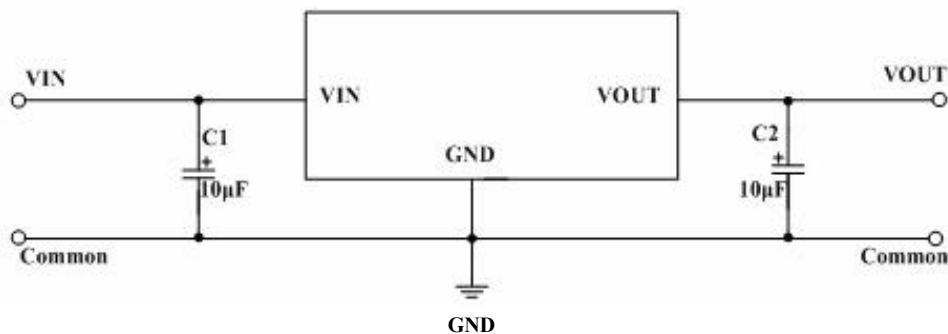 VIN
VOUT
VIN
VOUT
C1
C2
GND
10μF
10μF
Common
Common
GND